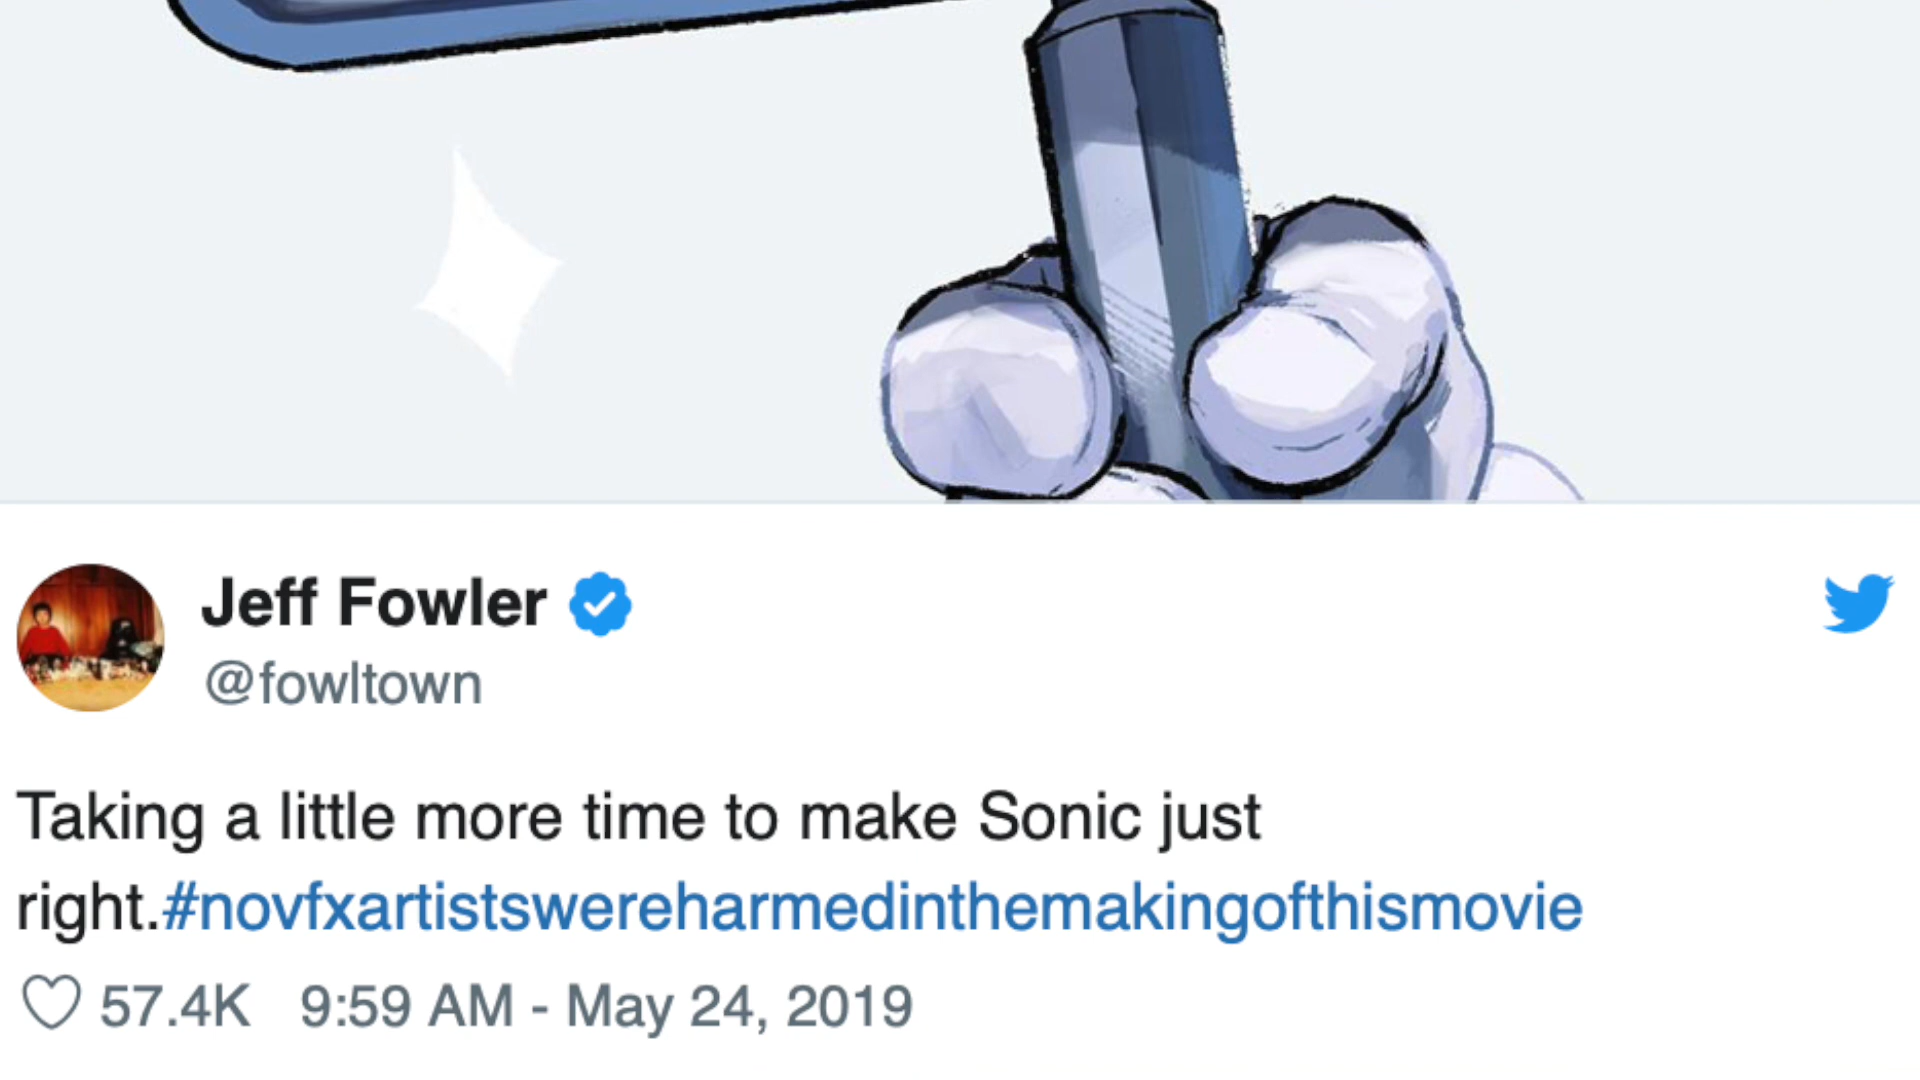 Jeff Fowler
@fowltown
Taking a little more time to make Sonic just
right.#novfxartistswereharmedinthemakingofthismovie
57.4K 9:59 AM - May 24, 2019